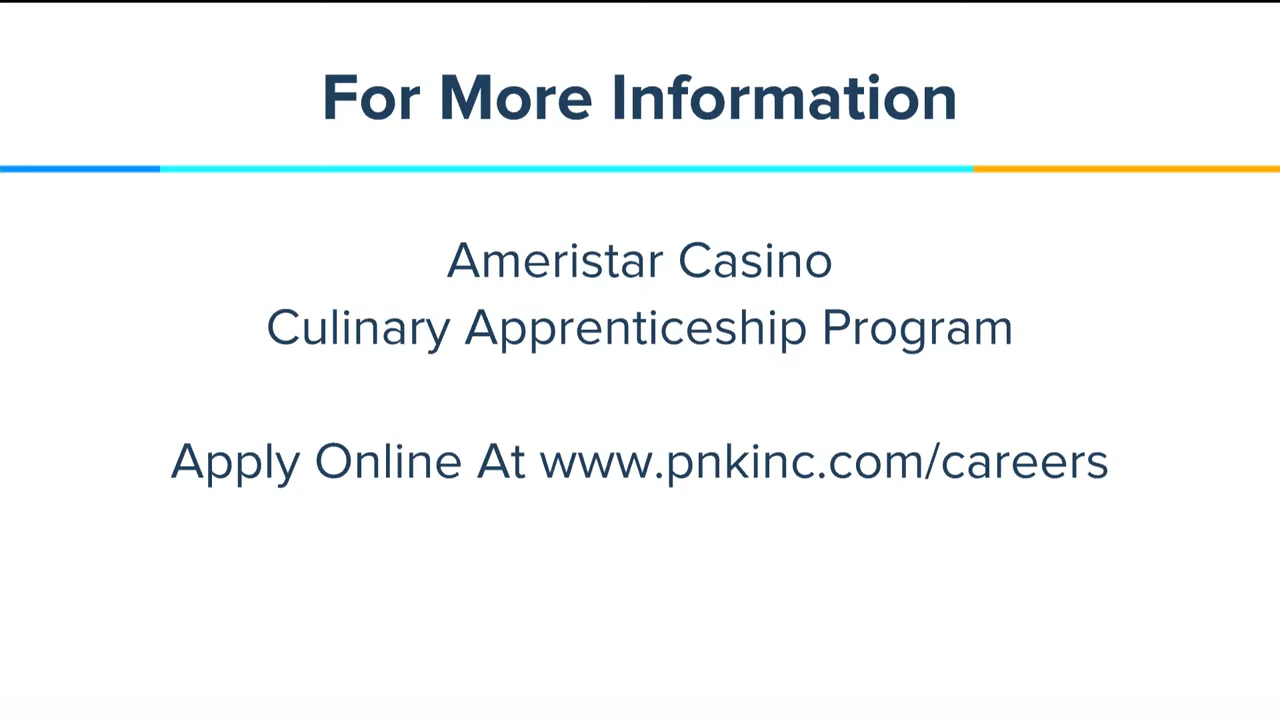 For More Information
Ameristar Casino
Culinary Apprenticeship Program
Apply Online At www.pnkinc.com/careers